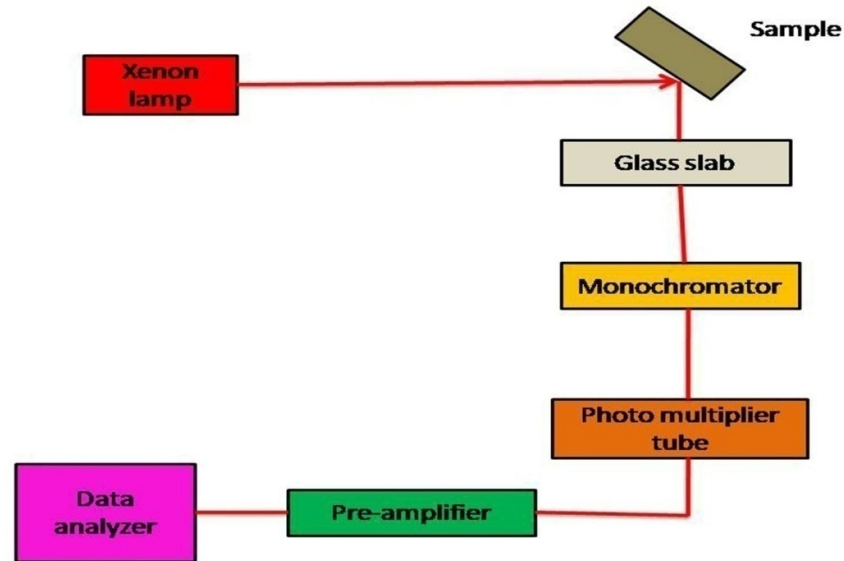 Sample
Xenon
lamp
Glass slab
Monochromator
Photo multiplier
tube
Data
analyzer
Pre-amplifier